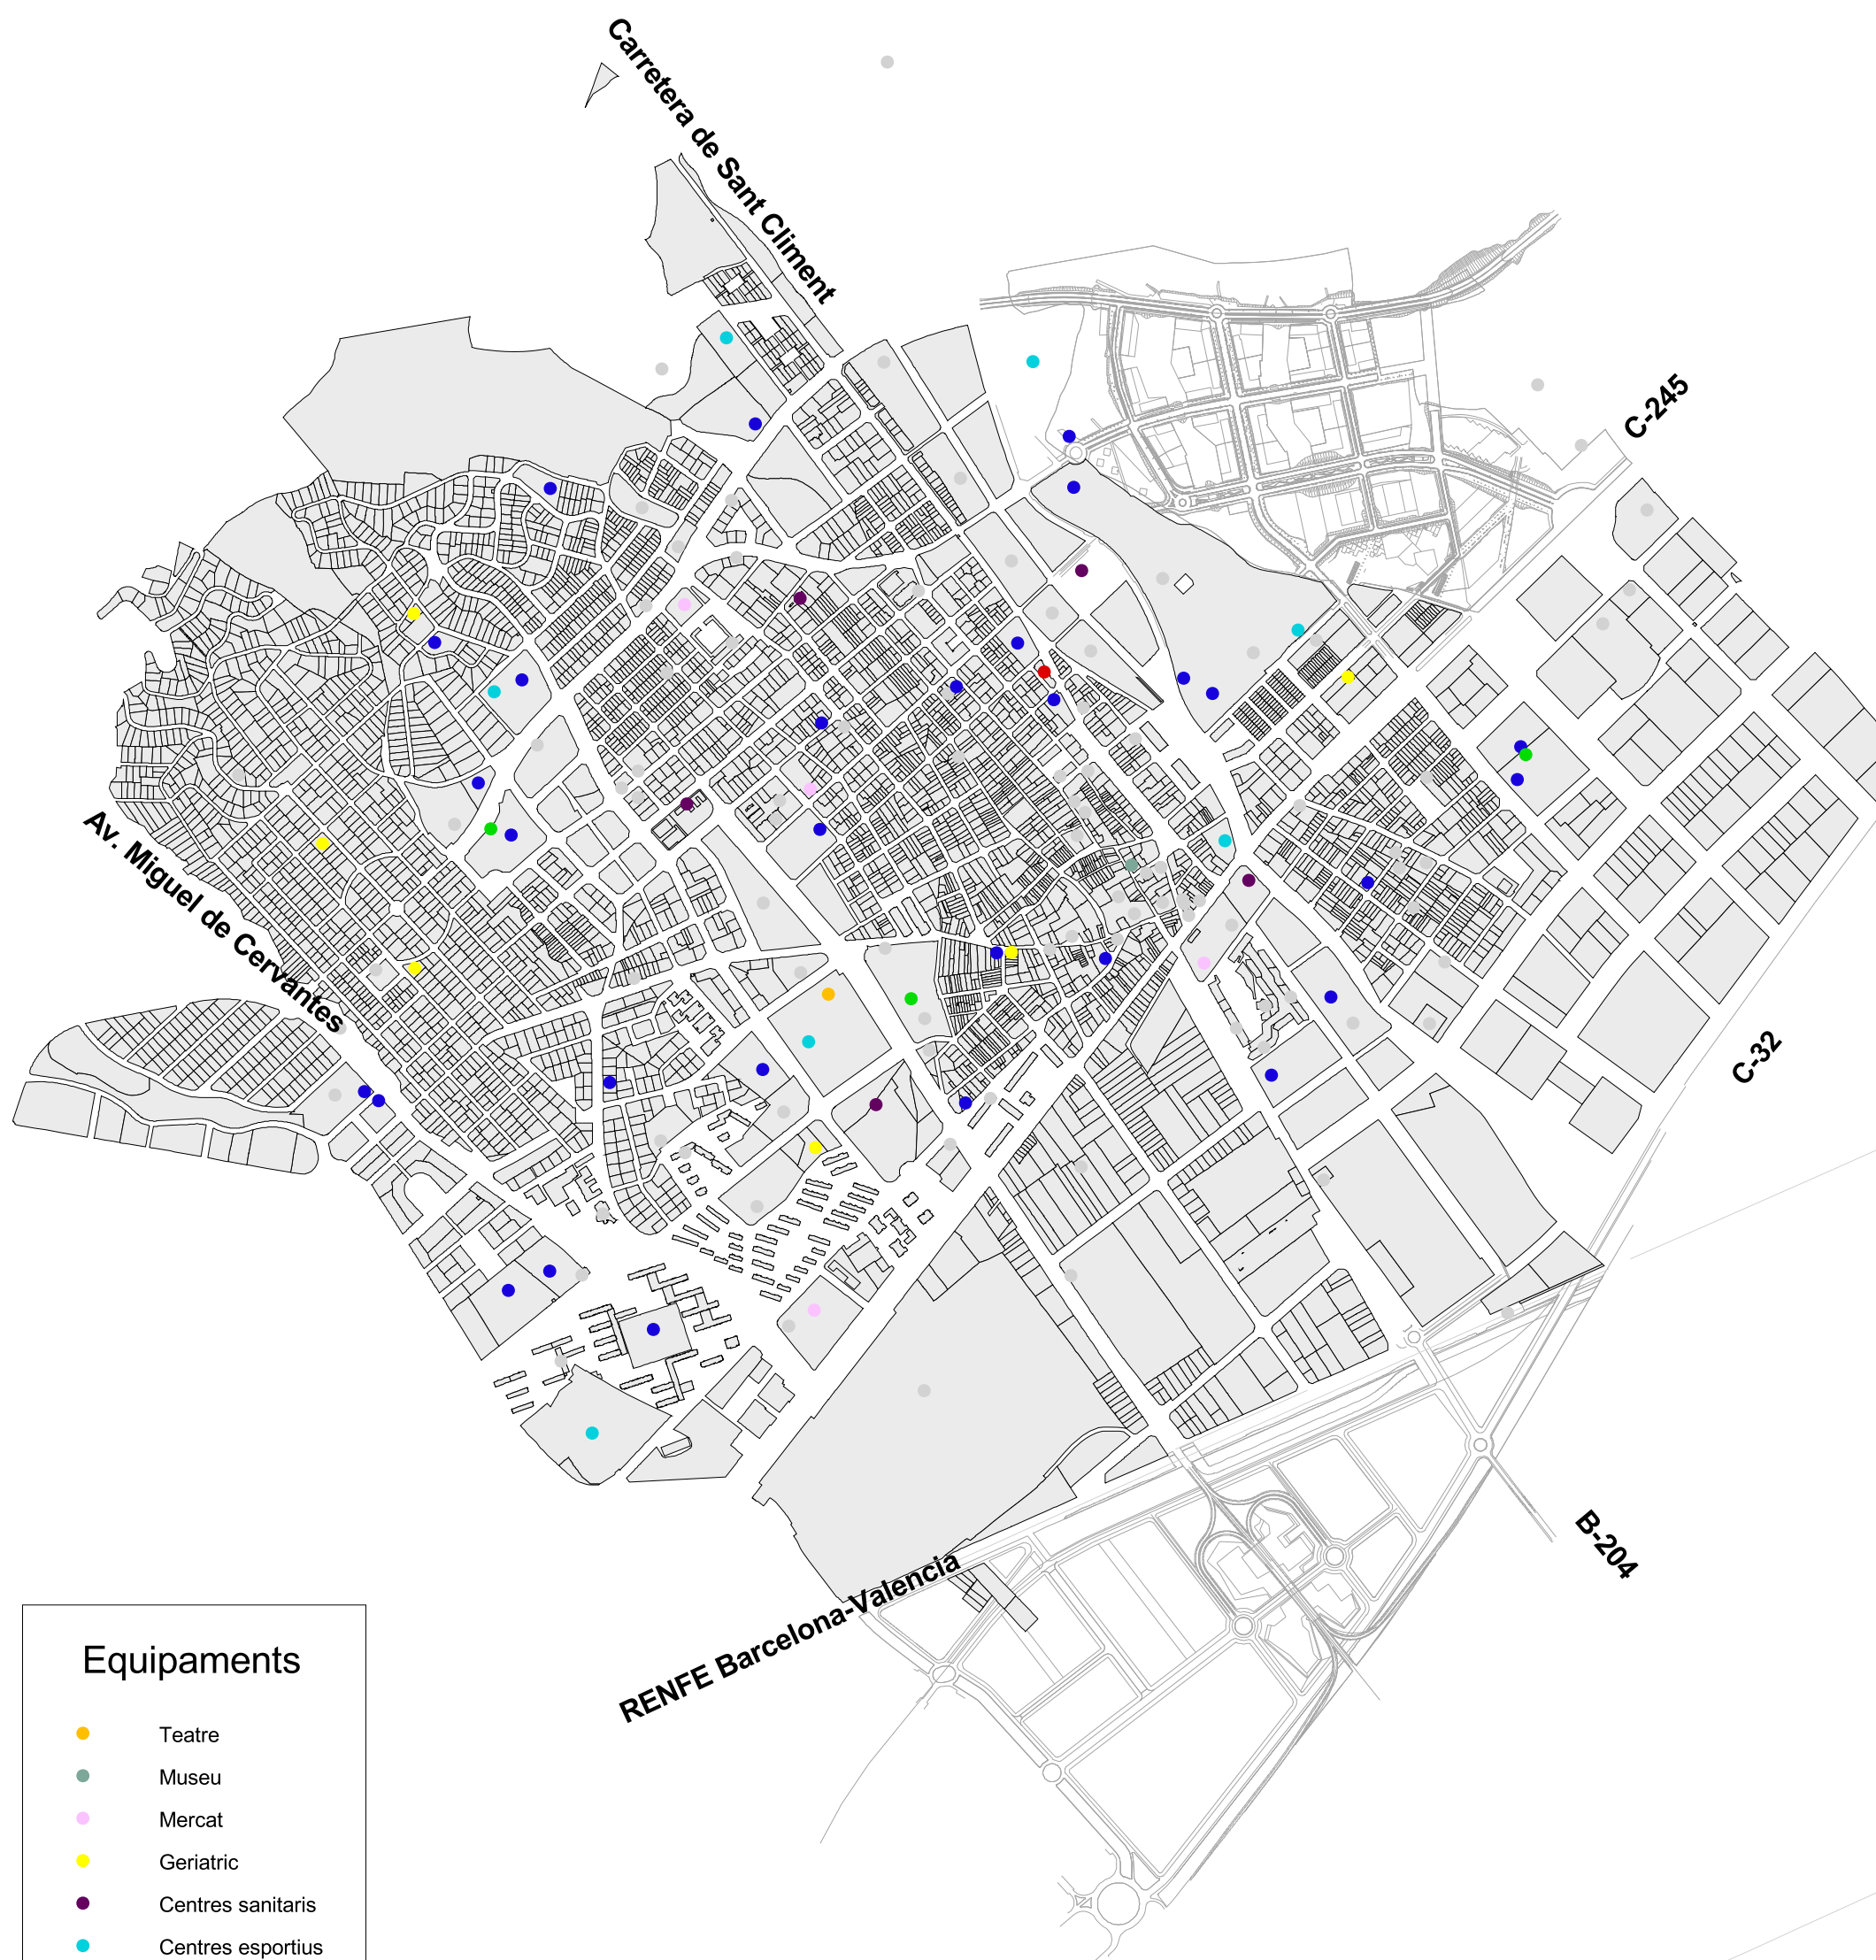 Carretera de Sant Climent
C-245
Av. Miguel de Cervantes
C-32
B-204
RENFE Barcelona-Valencia
Equipaments
Teatre
Museu
Mercat
Geriatric
Centres sanitaris
Centres esportius